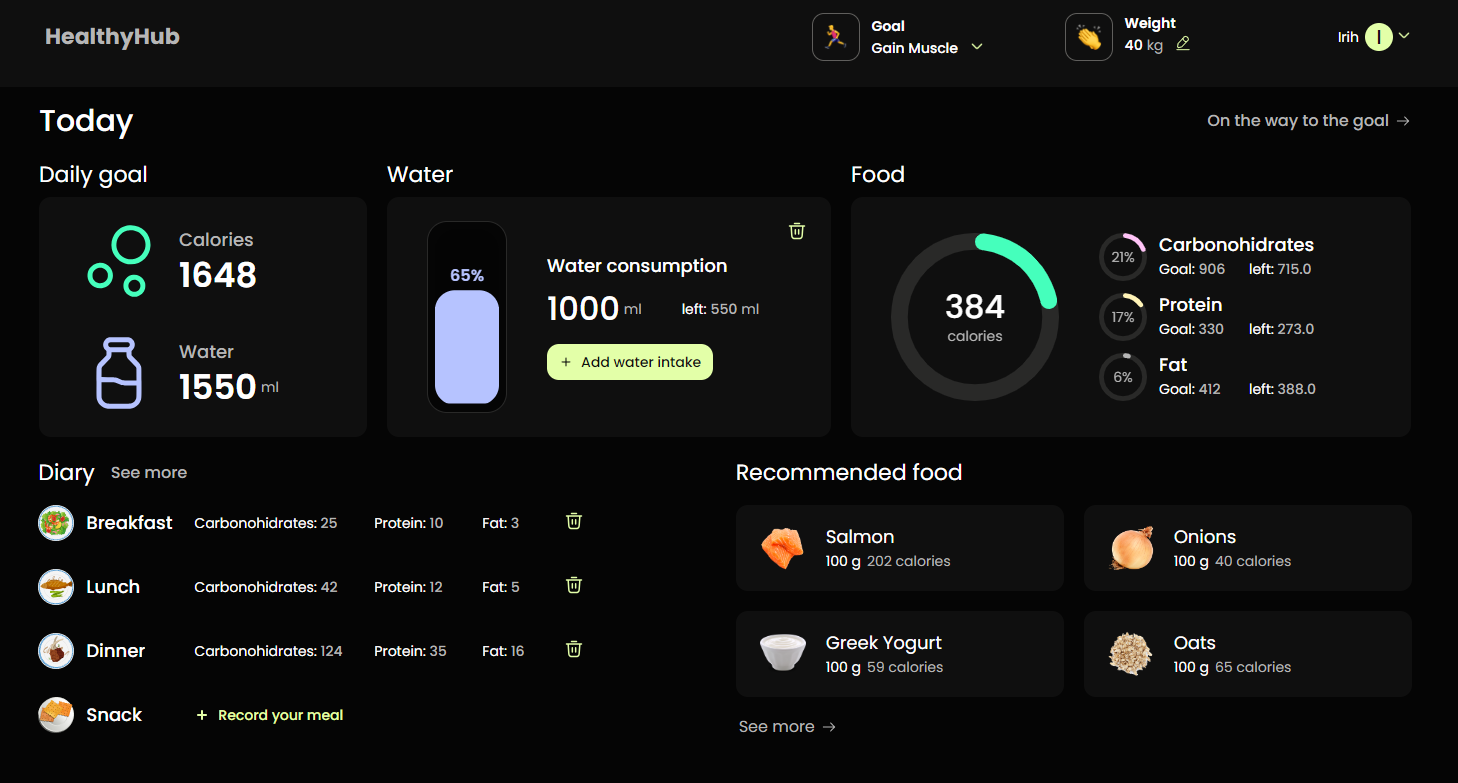 HealthyHub
Goal
Gain Muscle
Weight
40 kg
Irih I
Today
On the way to the goal →
Daily goal
Calories
1648
Water
1550 ml
Water
65%
Water consumption
1000 ml left: 550 ml
+ Add water intake
Food
384
calories
21%
Carbonohidrates
Goal: 906 left: 715.0
17%
Protein
Goal: 330 left: 273.0
6%
Fat
Goal: 412 left: 388.0
Diary See more
Breakfast Carbonohidrates: 25 Protein: 10 Fat: 3
Lunch Carbonohidrates: 42 Protein: 12 Fat: 5
Dinner Carbonohidrates: 124 Protein: 35 Fat: 16
Snack + Record your meal
Recommended food
Salmon
100 g 202 calories
Onions
100 g 40 calories
Greek Yogurt
100 g 59 calories
Oats
100 g 65 calories
See more →